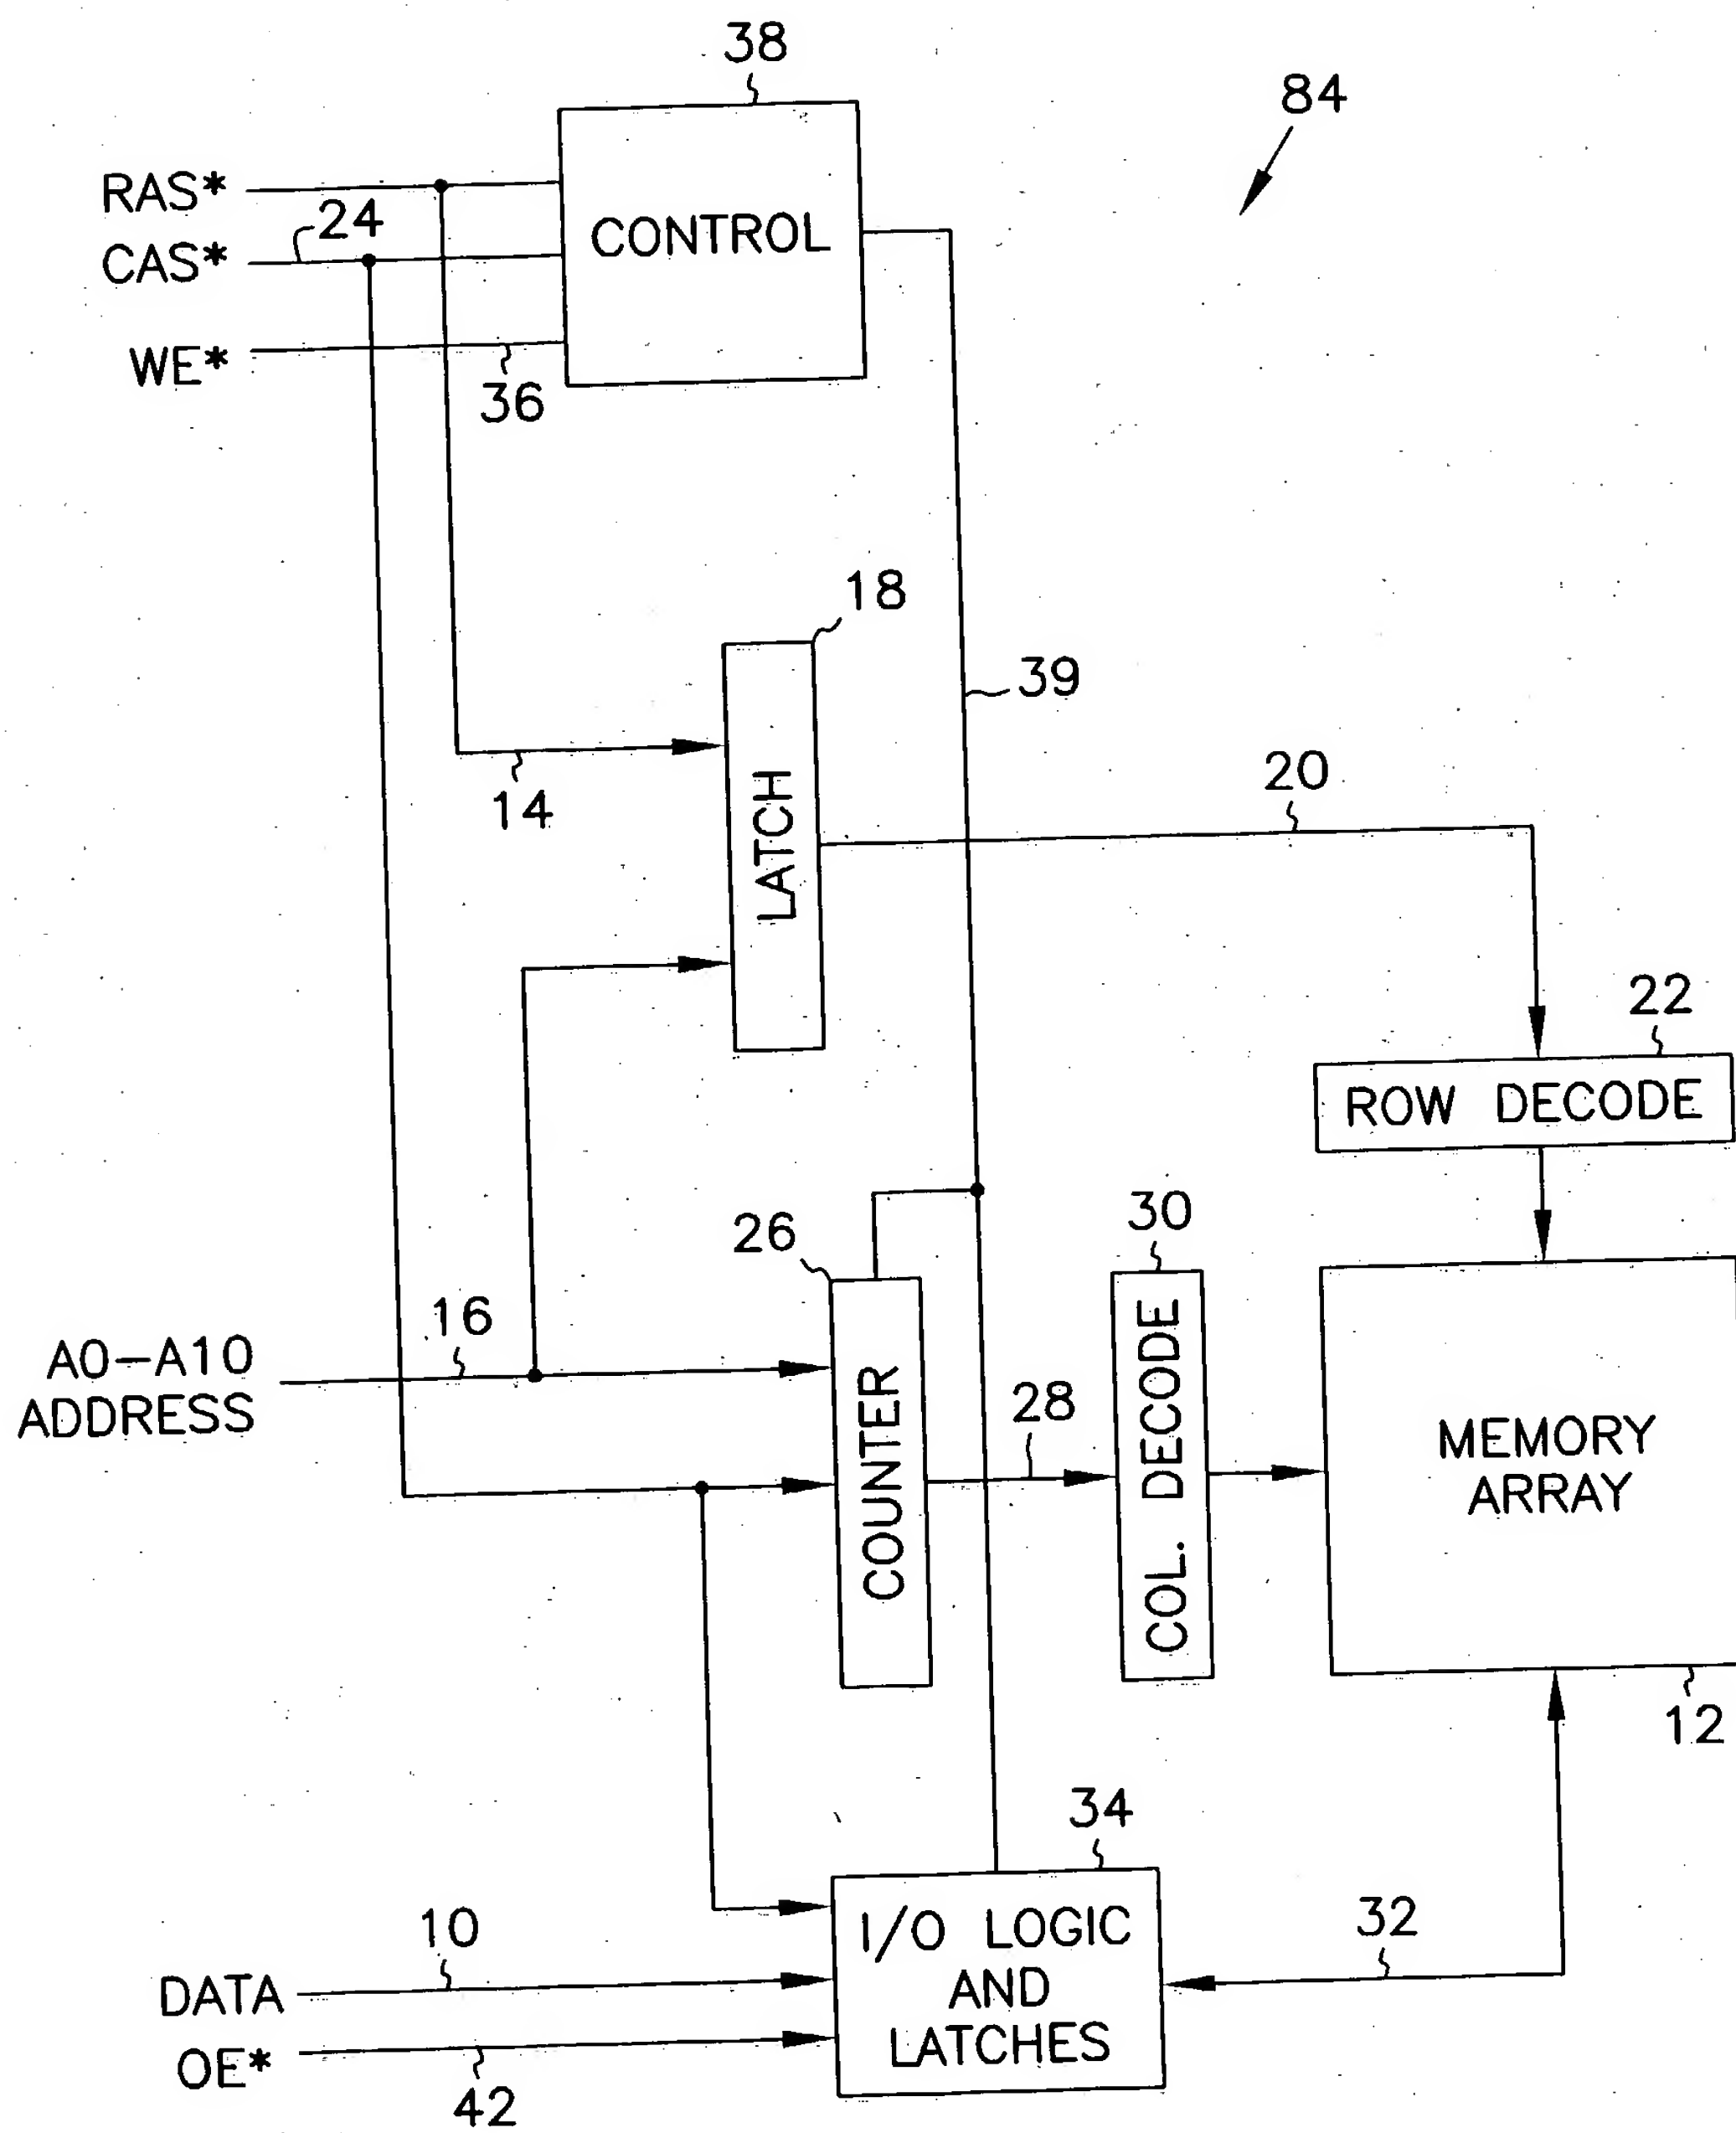 38
84
RAS*
24
CAS*
CONTROL
WE*
36
18
39
14
LATCH
20
22
ROW DECODE
30
26
16
A0-A10
ADDRESS
COUNTER
28
COL. DECODE
MEMORY
ARRAY
12
34
10
I/O LOGIC
AND
LATCHES
32
DATA
OE*
42